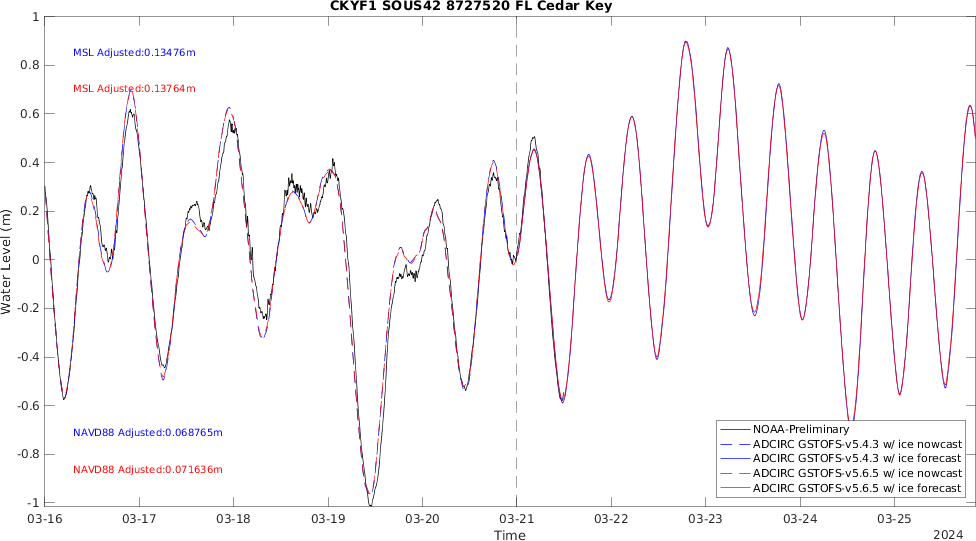 CKYF1 SOUS42 8727520 FL Cedar Key
1
0.8
0.6
0.4
0.2
0
-0.2
-0.4
-0.6
-0.8
-1
Water Level (m)
MSL Adjusted:0.13476m
MSL Adjusted:0.13764m
NAVD88 Adjusted:0.068765m
NAVD88 Adjusted:0.071636m
NOAA-Preliminary
ADCIRC GSTOFS-v5.4.3 w/ ice nowcast
ADCIRC GSTOFS-v5.4.3 w/ ice forecast
ADCIRC GSTOFS-v5.6.5 w/ ice nowcast
ADCIRC GSTOFS-v5.6.5 w/ ice forecast
03-16 03-17 03-18 03-19 03-20 03-21 03-22 03-23 03-24 03-25
Time
2024